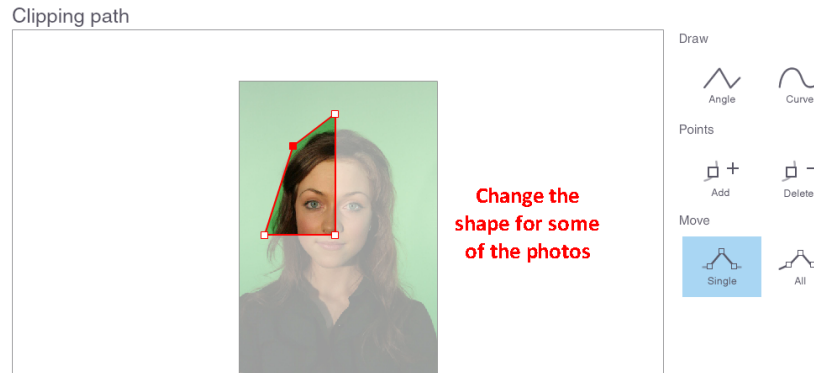 Clipping path
Draw
Angle
Curve
Points
Add
Delete
Move
Single
All
Change the
shape for some
of the photos